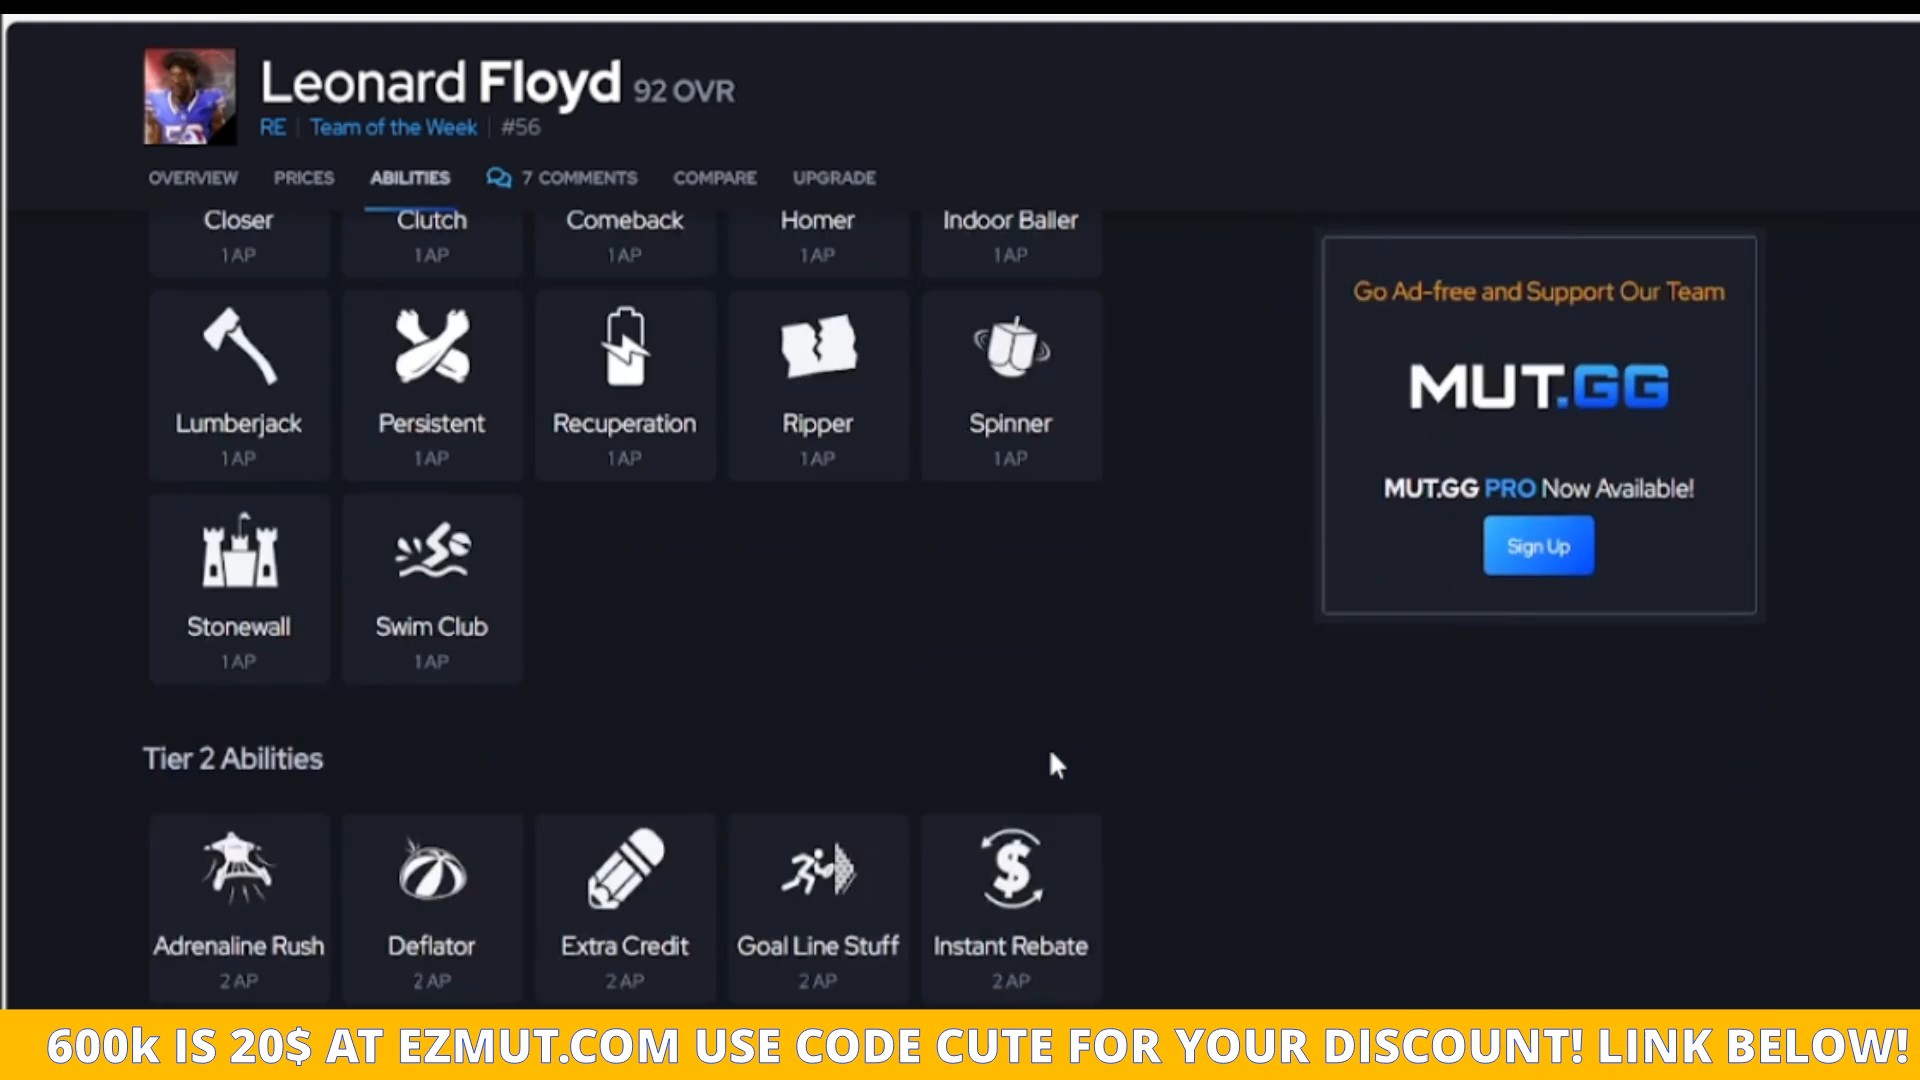 Leonard Floyd 92 OVR
RE | Team of the Week | #56
OVERVIEW PRICES ABILITIES 7 COMMENTS COMPARE UPGRADE
Closer Clutch Comeback Homer Indoor Baller
1 AP 1 AP 1 AP 1 AP 1 AP
Go Ad-free and Support Our Team
MUT.GG
Lumberjack Persistent Recuperation Ripper Spinner
1 AP 1 AP 1 AP 1 AP 1 AP
MUT.GG PRO Now Available!
Sign Up
Stonewall Swim Club
1 AP 1 AP
Tier 2 Abilities
Adrenaline Rush Deflator Extra Credit Goal Line Stuff Instant Rebate
2 AP 2 AP 2 AP 2 AP 2 AP
600k IS 20$ AT EZMUT.COM USE CODE CUTE FOR YOUR DISCOUNT! LINK BELOW!